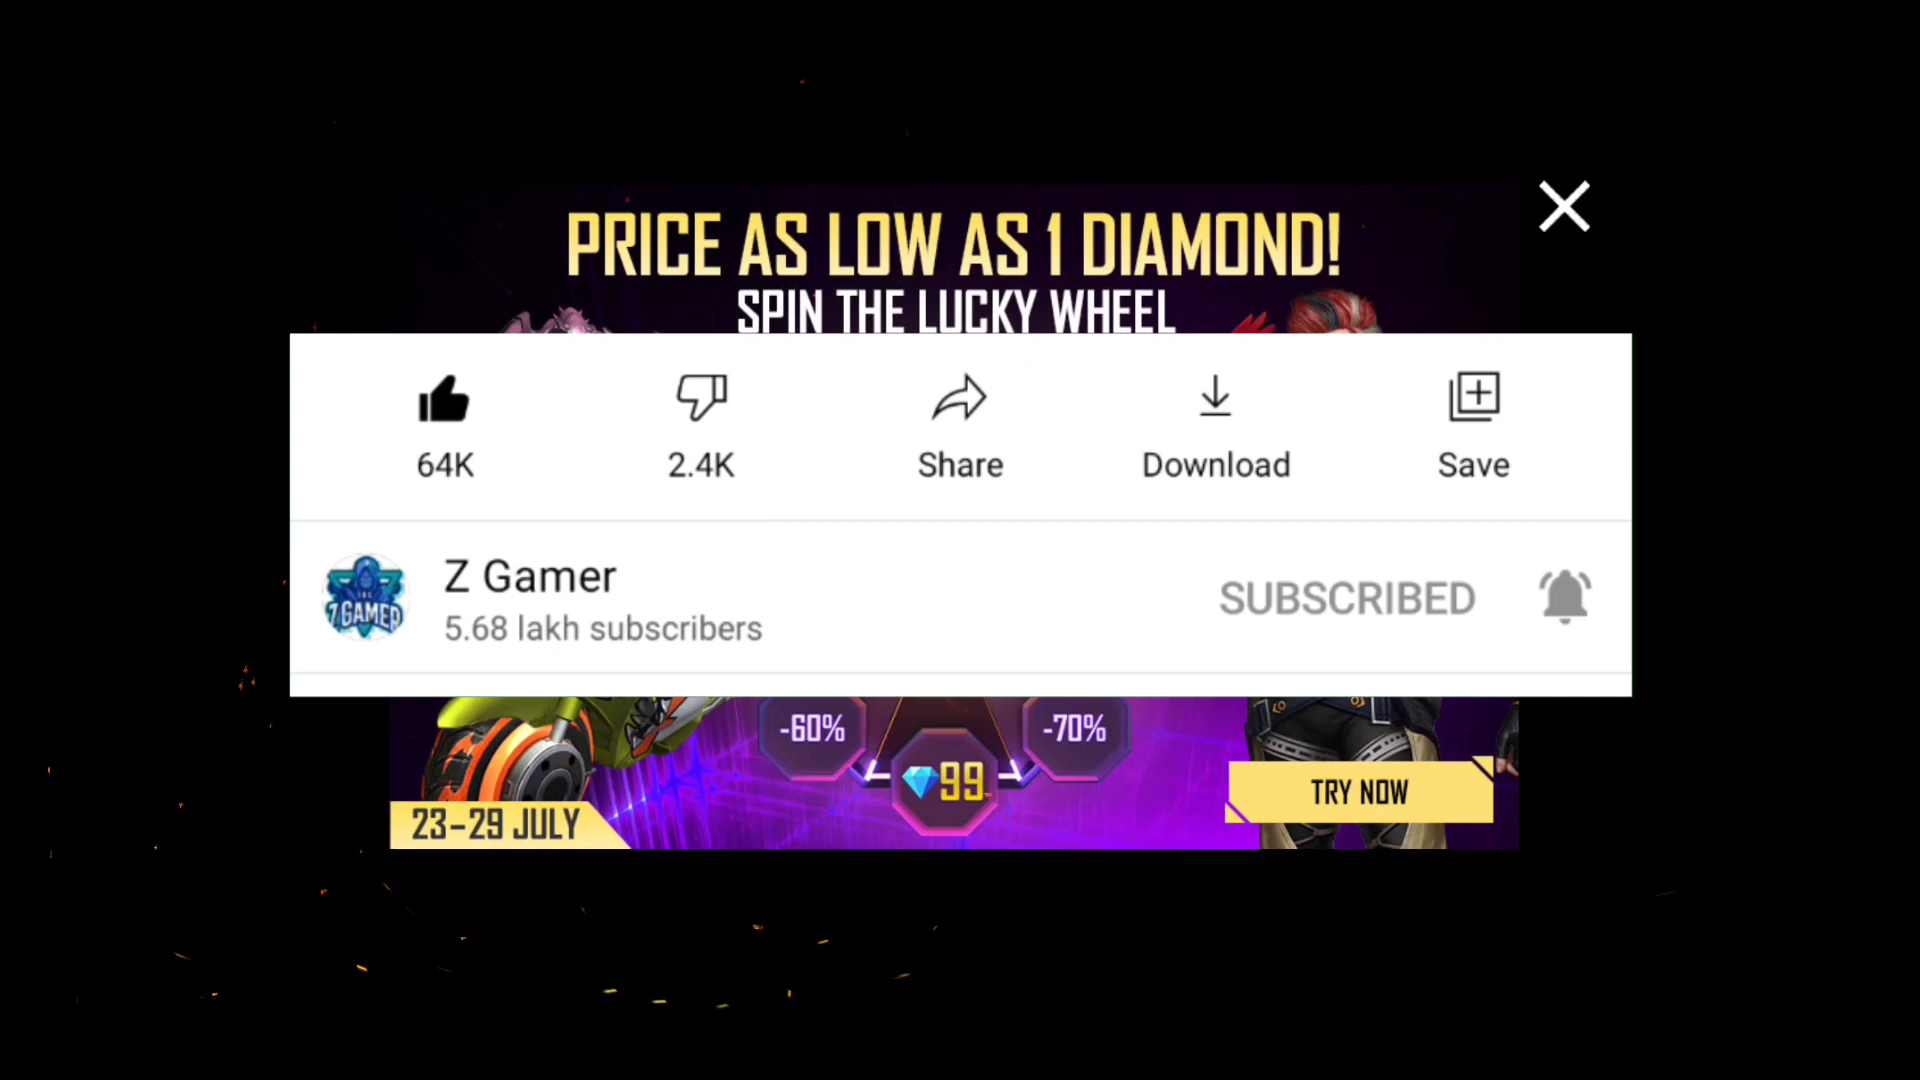 PRICE AS LOW AS 1 DIAMOND!
SPIN THE LUCKY WHEEL
64K
2.4K
Share
Download
Save
Z GAMER
Z Gamer
5.68 lakh subscribers
SUBSCRIBED
-60%
-70%
99
TRY NOW
23-29 JULY